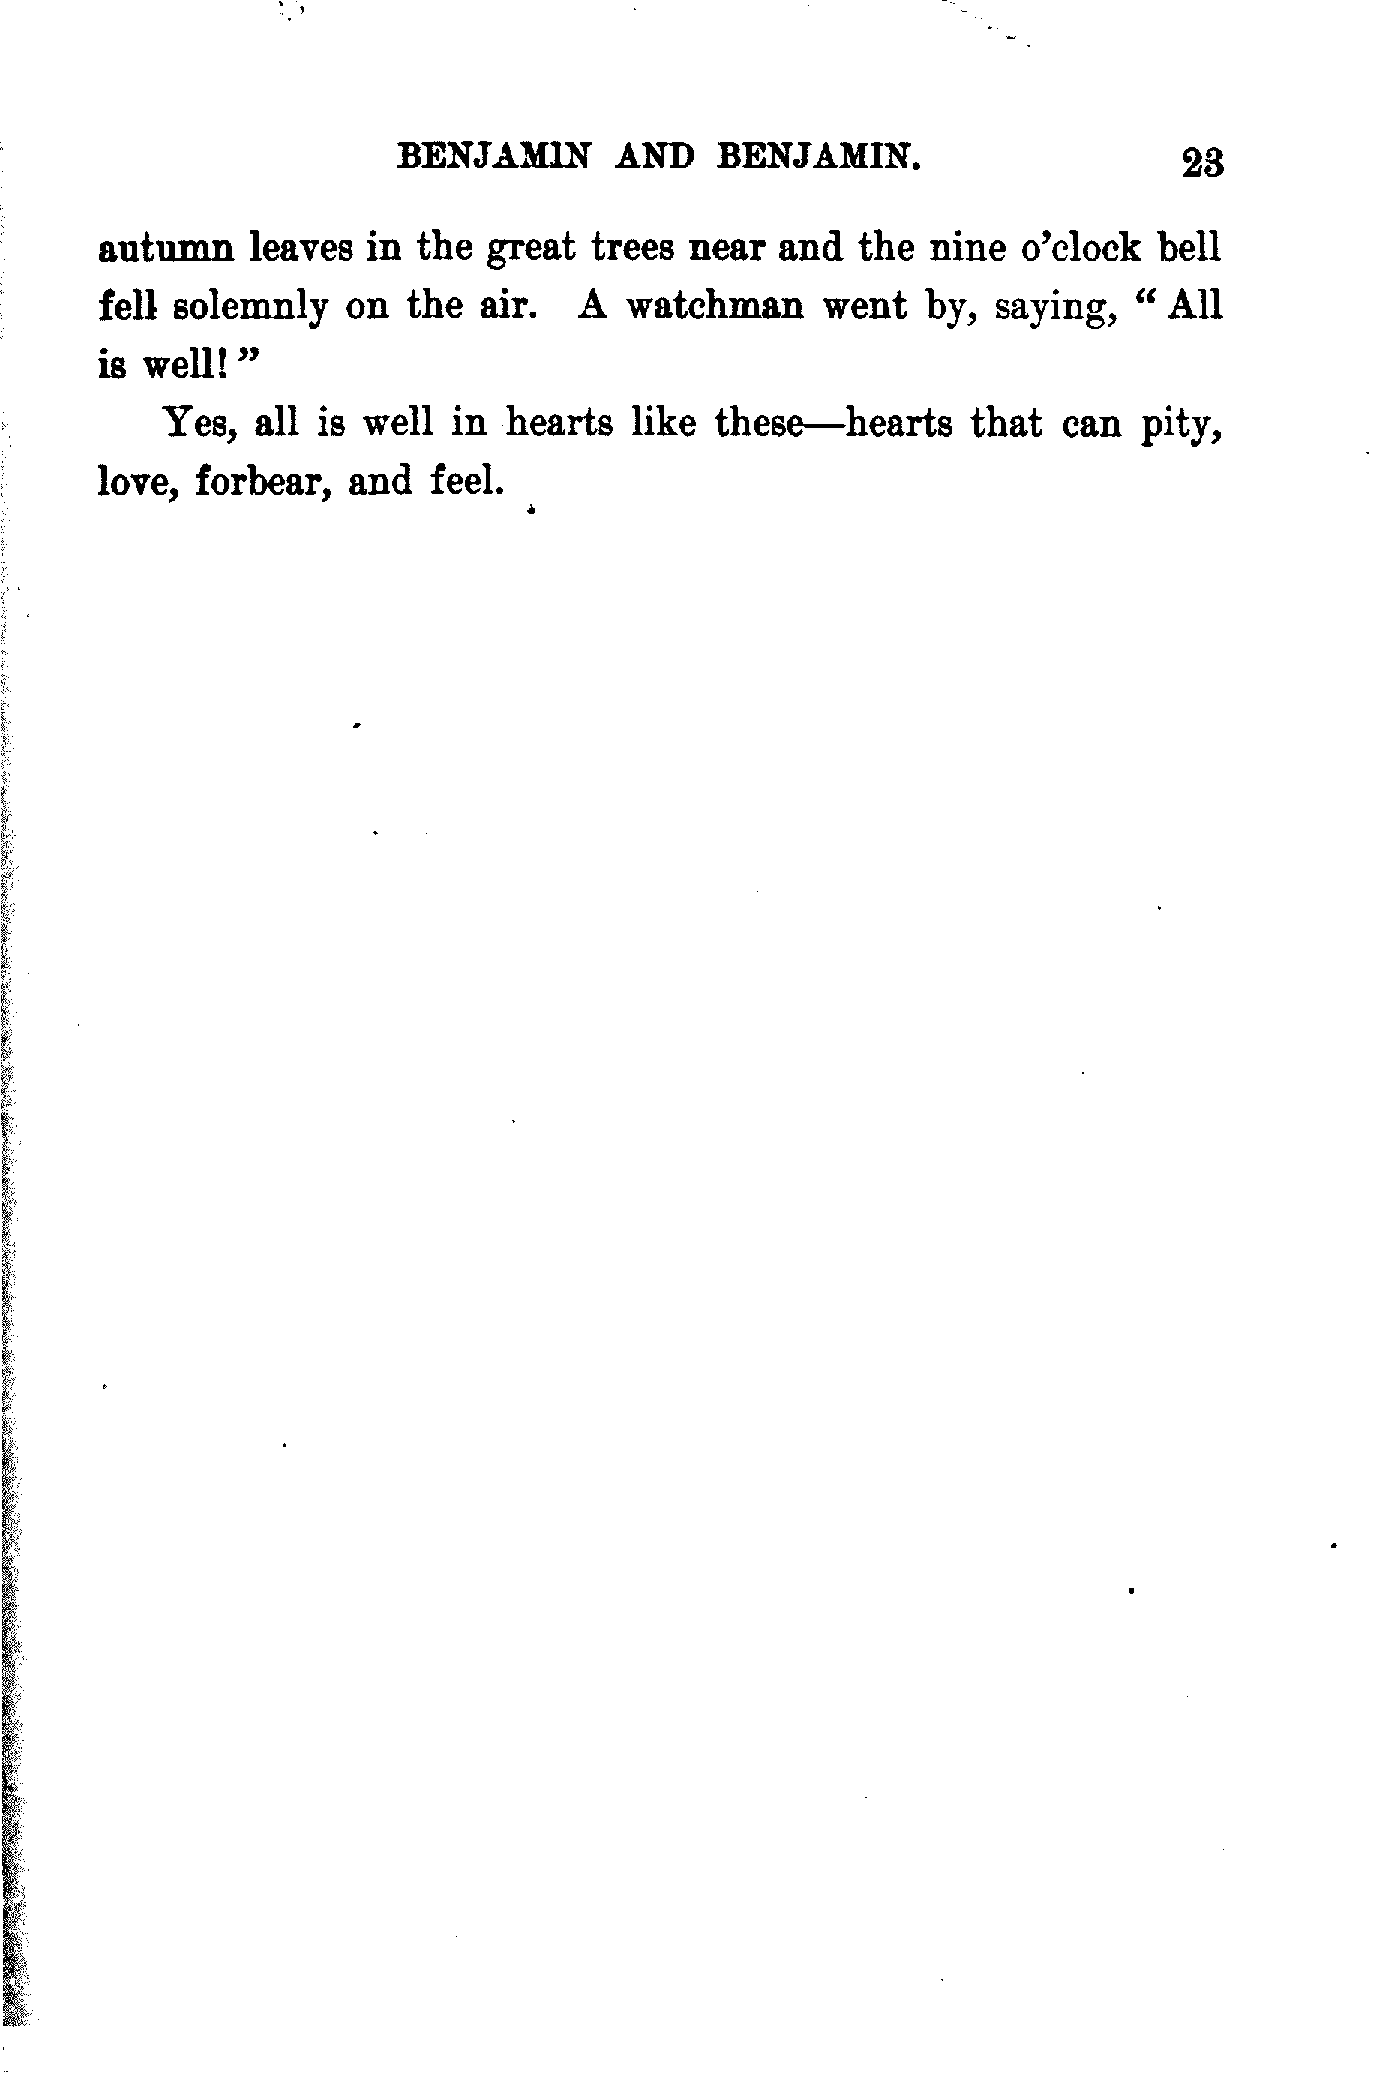 BENJAMIN AND BENJAMIN. 23
autumn leaves in the great trees near and the nine o'clock bell
fell solemnly on the air. A watchman went by, saying, "All
is well!"
Yes, all is well in hearts like these—hearts that can pity,
love, forbear, and feel.